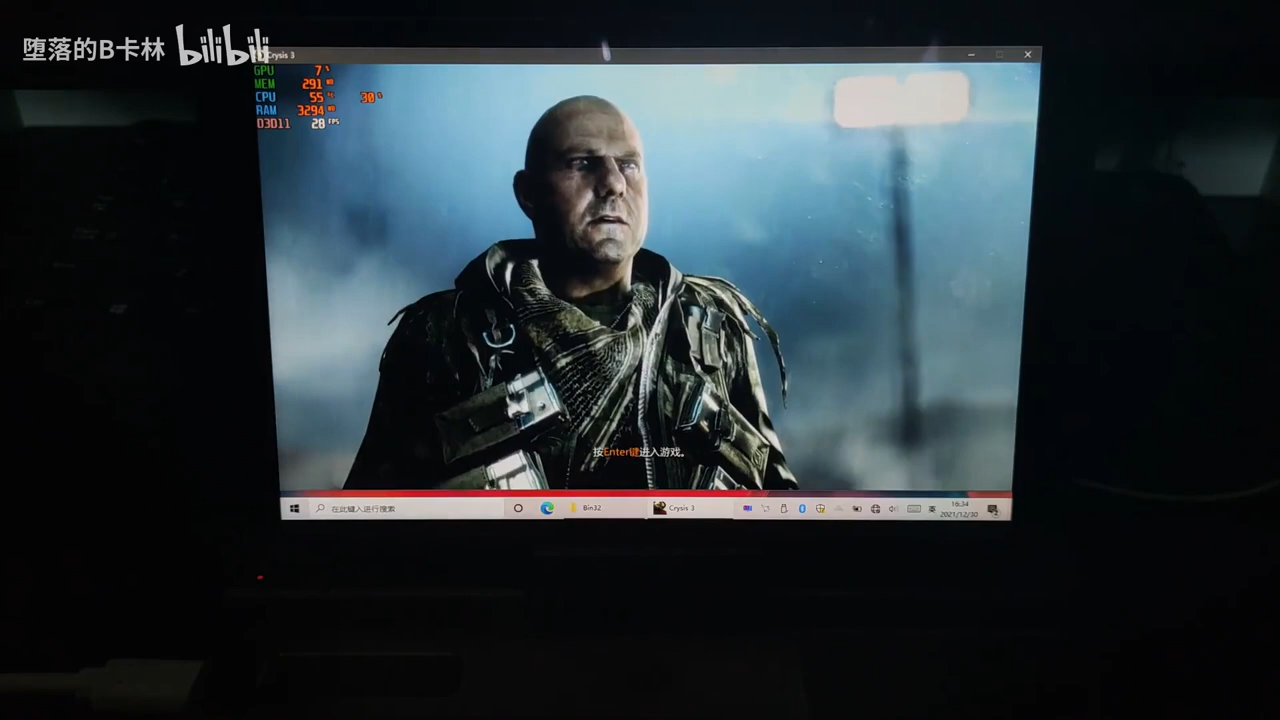 堕落的B卡林 bilibili
Crysis 3
GPU 7 %
MEM 291 MB
CPU 55 °C 30 %
RAM 3294 MB
D3D11 28 FPS
按Enter键进入游戏。
在此键入进行搜索
Bin32
Crysis 3
英
16:34
2021/12/30